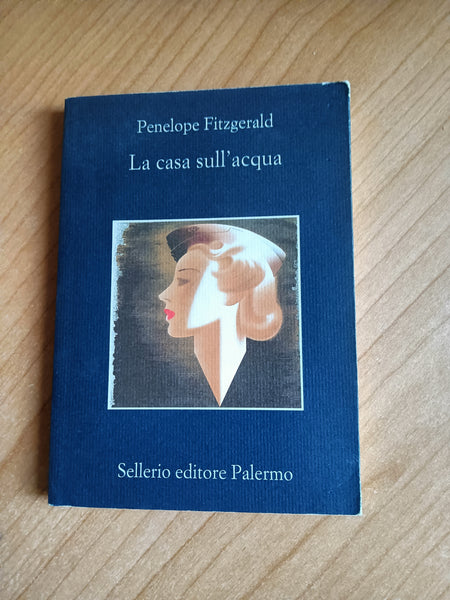 Penelope Fitzgerald
La casa sull'acqua
Sellerio editore Palermo